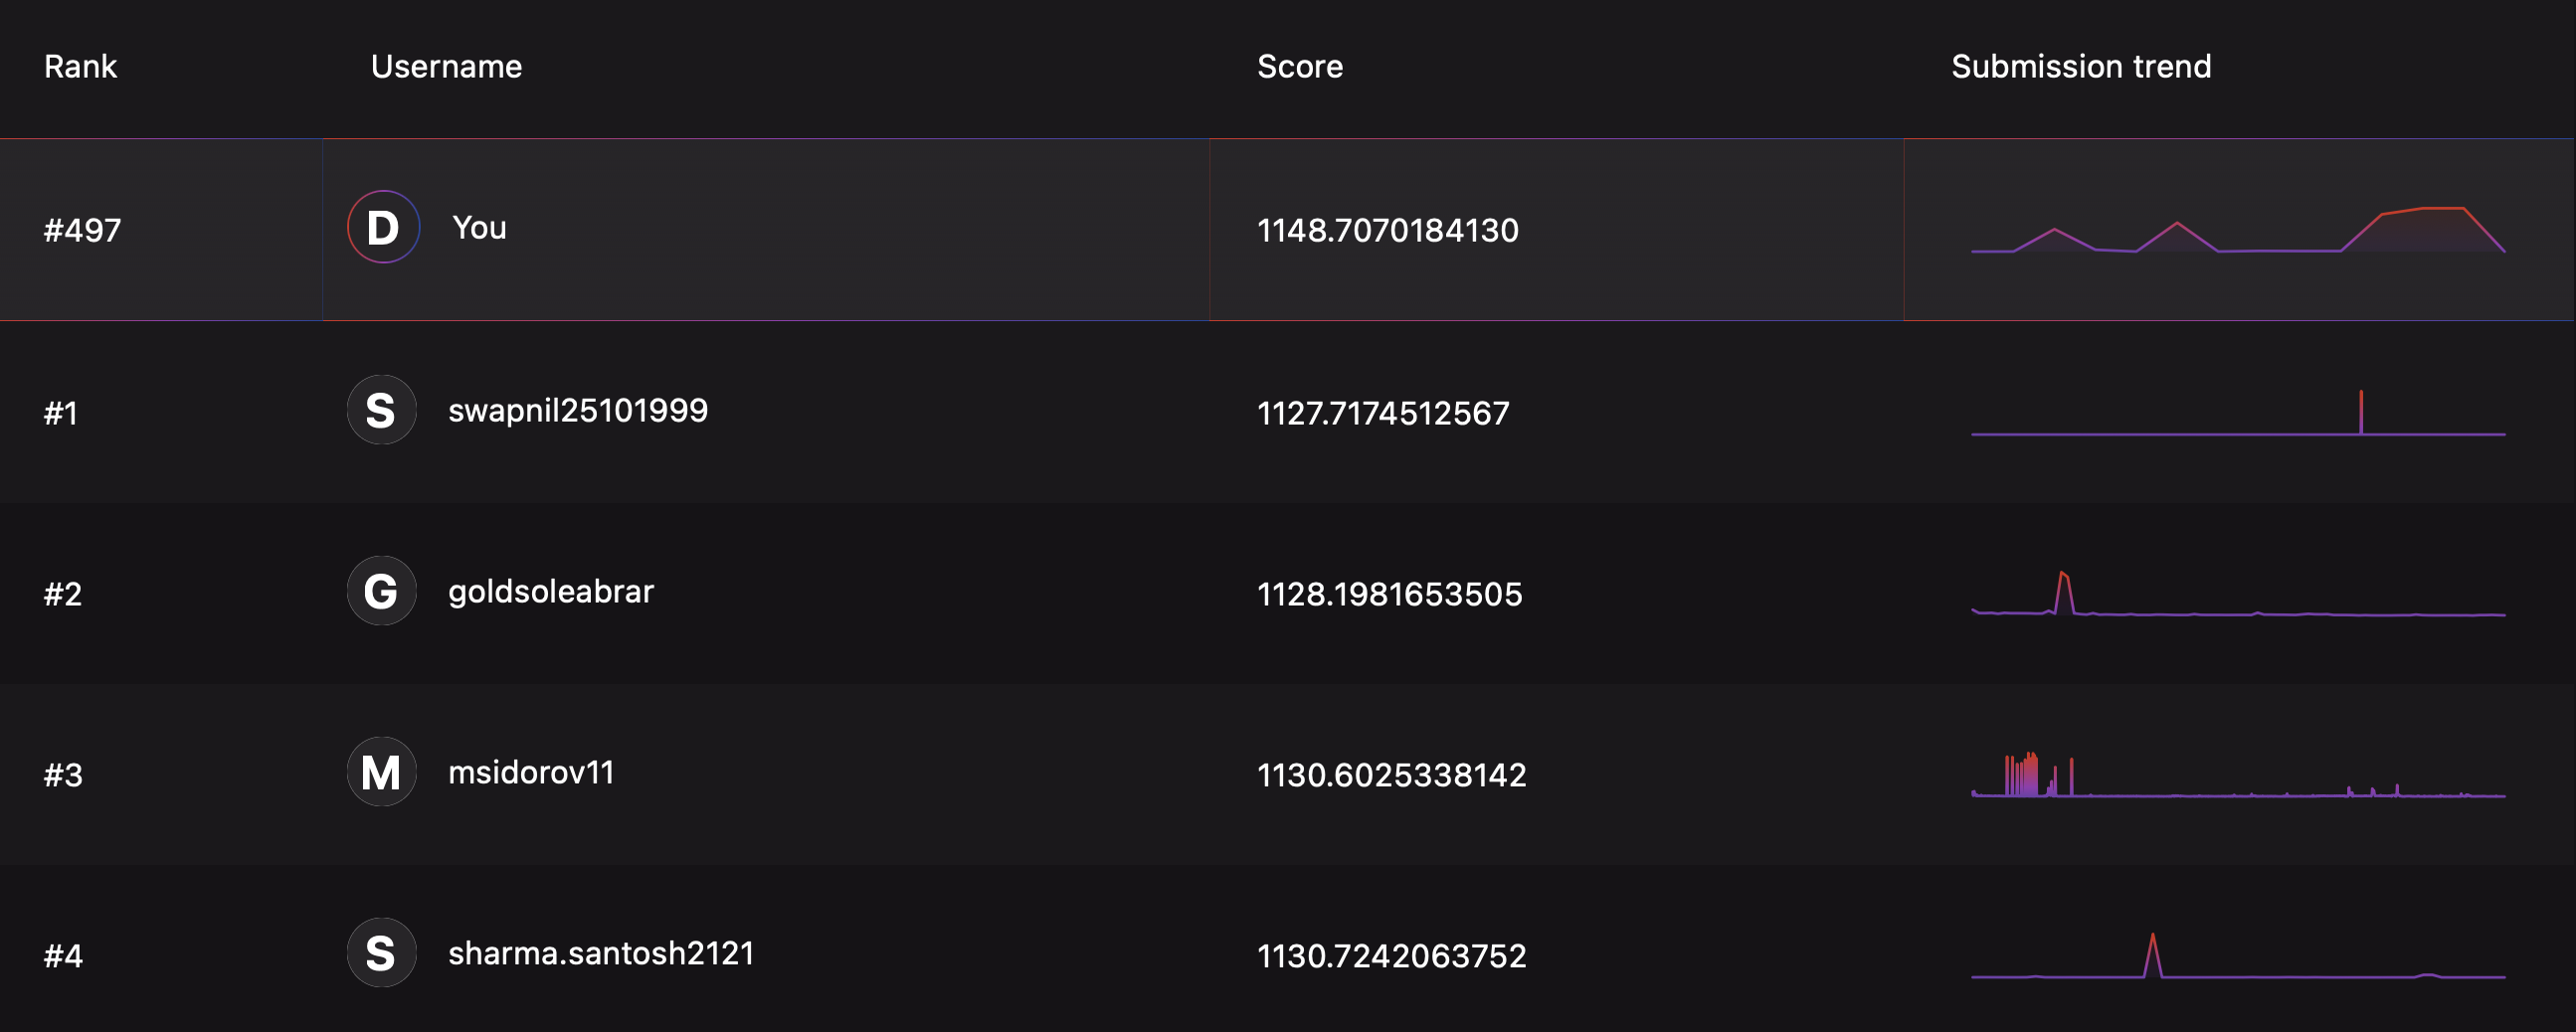 Rank Username Score Submission trend
#497 D You 1148.7070184130
#1 S swapnil25101999 1127.7174512567
#2 G goldsoleabrar 1128.1981653505
#3 M msidorov11 1130.6025338142
#4 S sharma.santosh2121 1130.7242063752